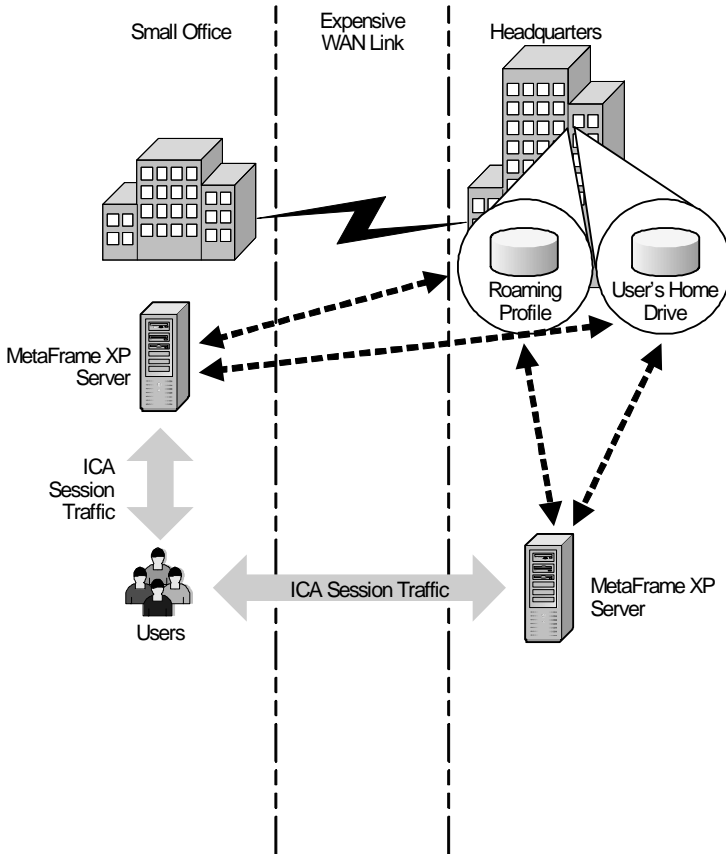 Small Office
Expensive
WAN Link
Headquarters
Roaming
Profile
User's Home
Drive
MetaFrame XP
Server
ICA
Session
Traffic
Users
ICA Session Traffic
MetaFrame XP
Server